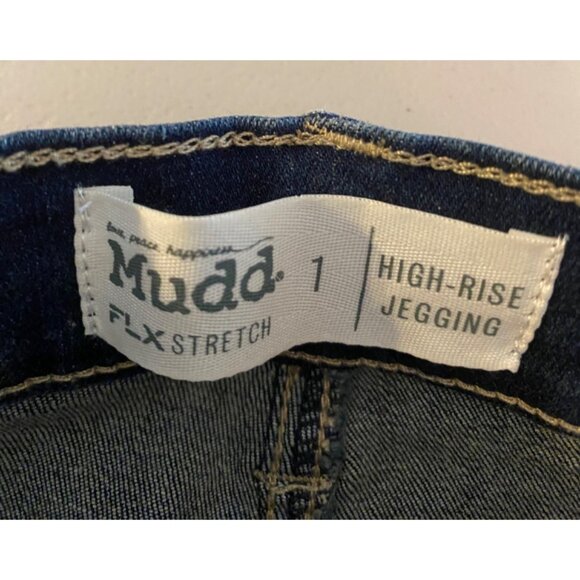 love, peace, happiness
Mudd®
FLX STRETCH
1
HIGH-RISE
JEGGING